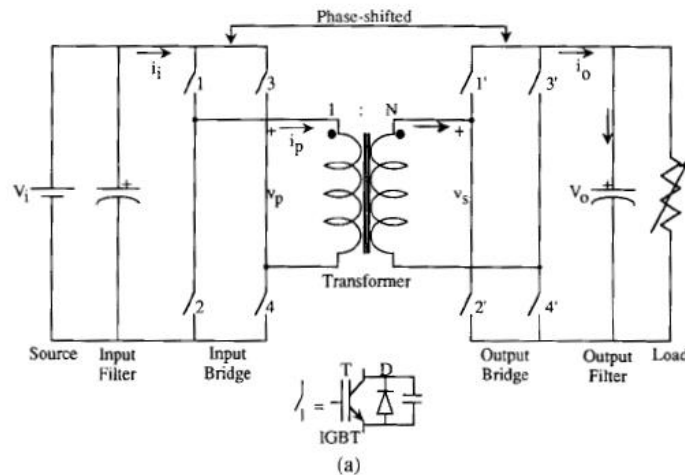 Phase-shifted
i_i 1 3 1' 3' i_o
1 : N
+ i_p +
V_i + v_p v_s + V_o
Transformer
2 4 2' 4'
Source Input Filter Input Bridge Output Bridge Output Filter Load
T D
=
IGBT
(a)